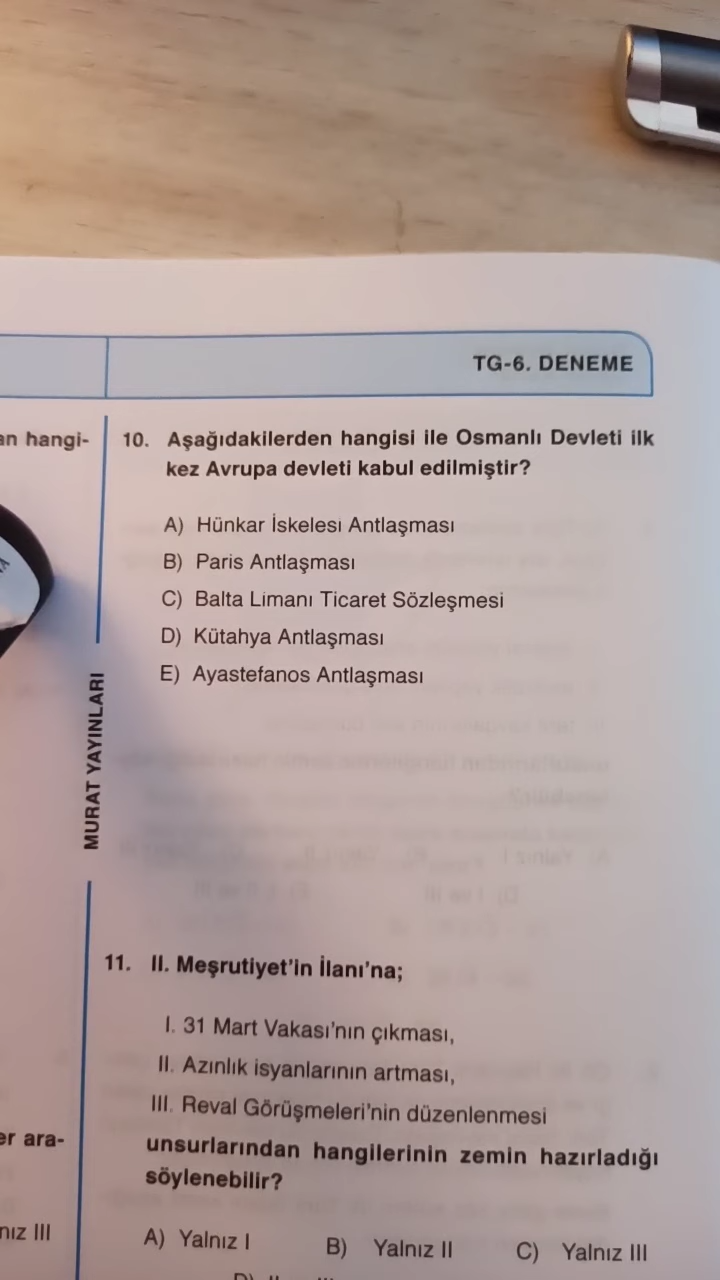 TG-6. DENEME
an hangi-
10. Aşağıdakilerden hangisi ile Osmanlı Devleti ilk
kez Avrupa devleti kabul edilmiştir?
A) Hünkar İskelesi Antlaşması
B) Paris Antlaşması
C) Balta Limanı Ticaret Sözleşmesi
D) Kütahya Antlaşması
E) Ayastefanos Antlaşması
MURAT YAYINLARI
11. II. Meşrutiyet'in İlanı'na;
I. 31 Mart Vakası'nın çıkması,
II. Azınlık isyanlarının artması,
III. Reval Görüşmeleri'nin düzenlenmesi
er ara-
unsurlarından hangilerinin zemin hazırladığı
söylenebilir?
nız III
A) Yalnız I B) Yalnız II C) Yalnız III